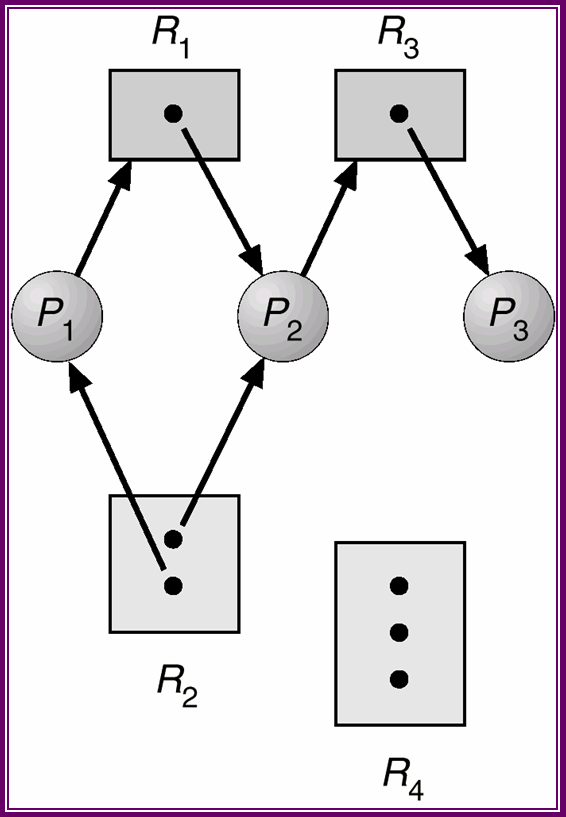 R₁
R₃
P₁
P₂
P₃
R₂
R₄